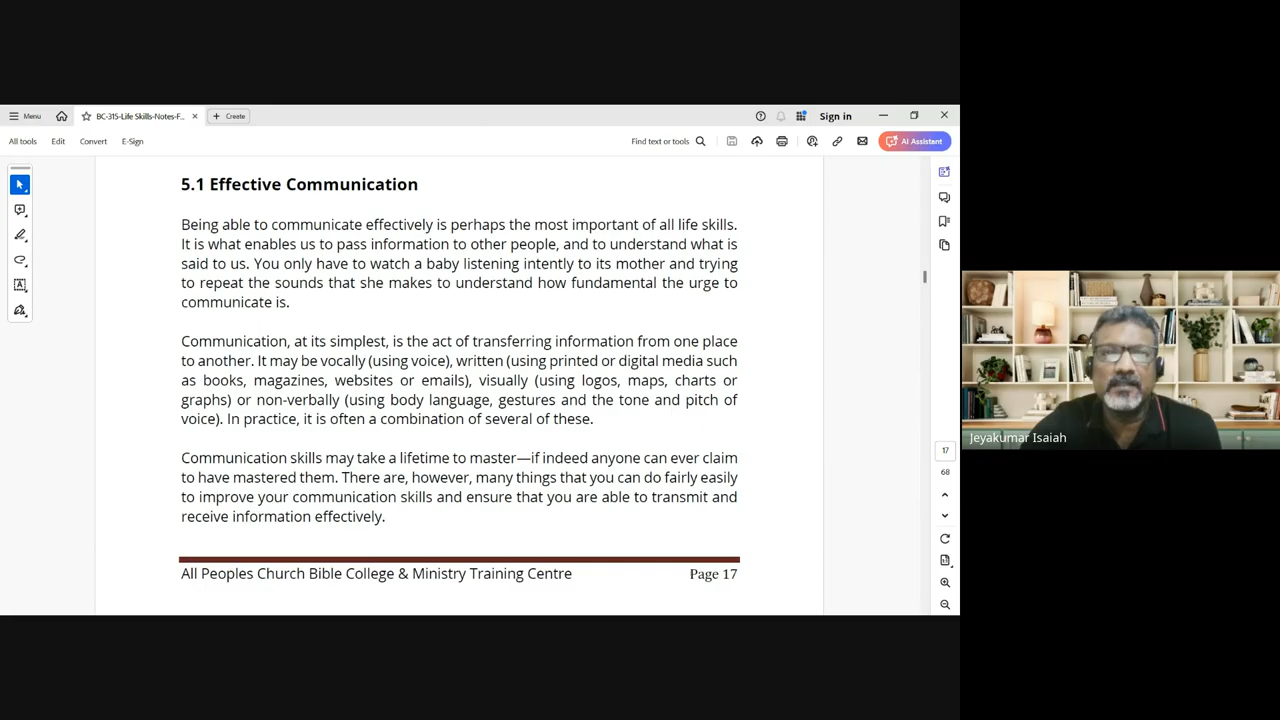 Menu
BC-315-Life Skills-Notes-F...
Create
Sign in
All tools
Edit
Convert
E-Sign
Find text or tools
AI Assistant
5.1 Effective Communication
Being able to communicate effectively is perhaps the most important of all life skills.
It is what enables us to pass information to other people, and to understand what is
said to us. You only have to watch a baby listening intently to its mother and trying
to repeat the sounds that she makes to understand how fundamental the urge to
communicate is.
Communication, at its simplest, is the act of transferring information from one place
to another. It may be vocally (using voice), written (using printed or digital media such
as books, magazines, websites or emails), visually (using logos, maps, charts or
graphs) or non-verbally (using body language, gestures and the tone and pitch of
voice). In practice, it is often a combination of several of these.
Communication skills may take a lifetime to master—if indeed anyone can ever claim
to have mastered them. There are, however, many things that you can do fairly easily
to improve your communication skills and ensure that you are able to transmit and
receive information effectively.
All Peoples Church Bible College & Ministry Training Centre
Page 17
17
68
Jeyakumar Isaiah